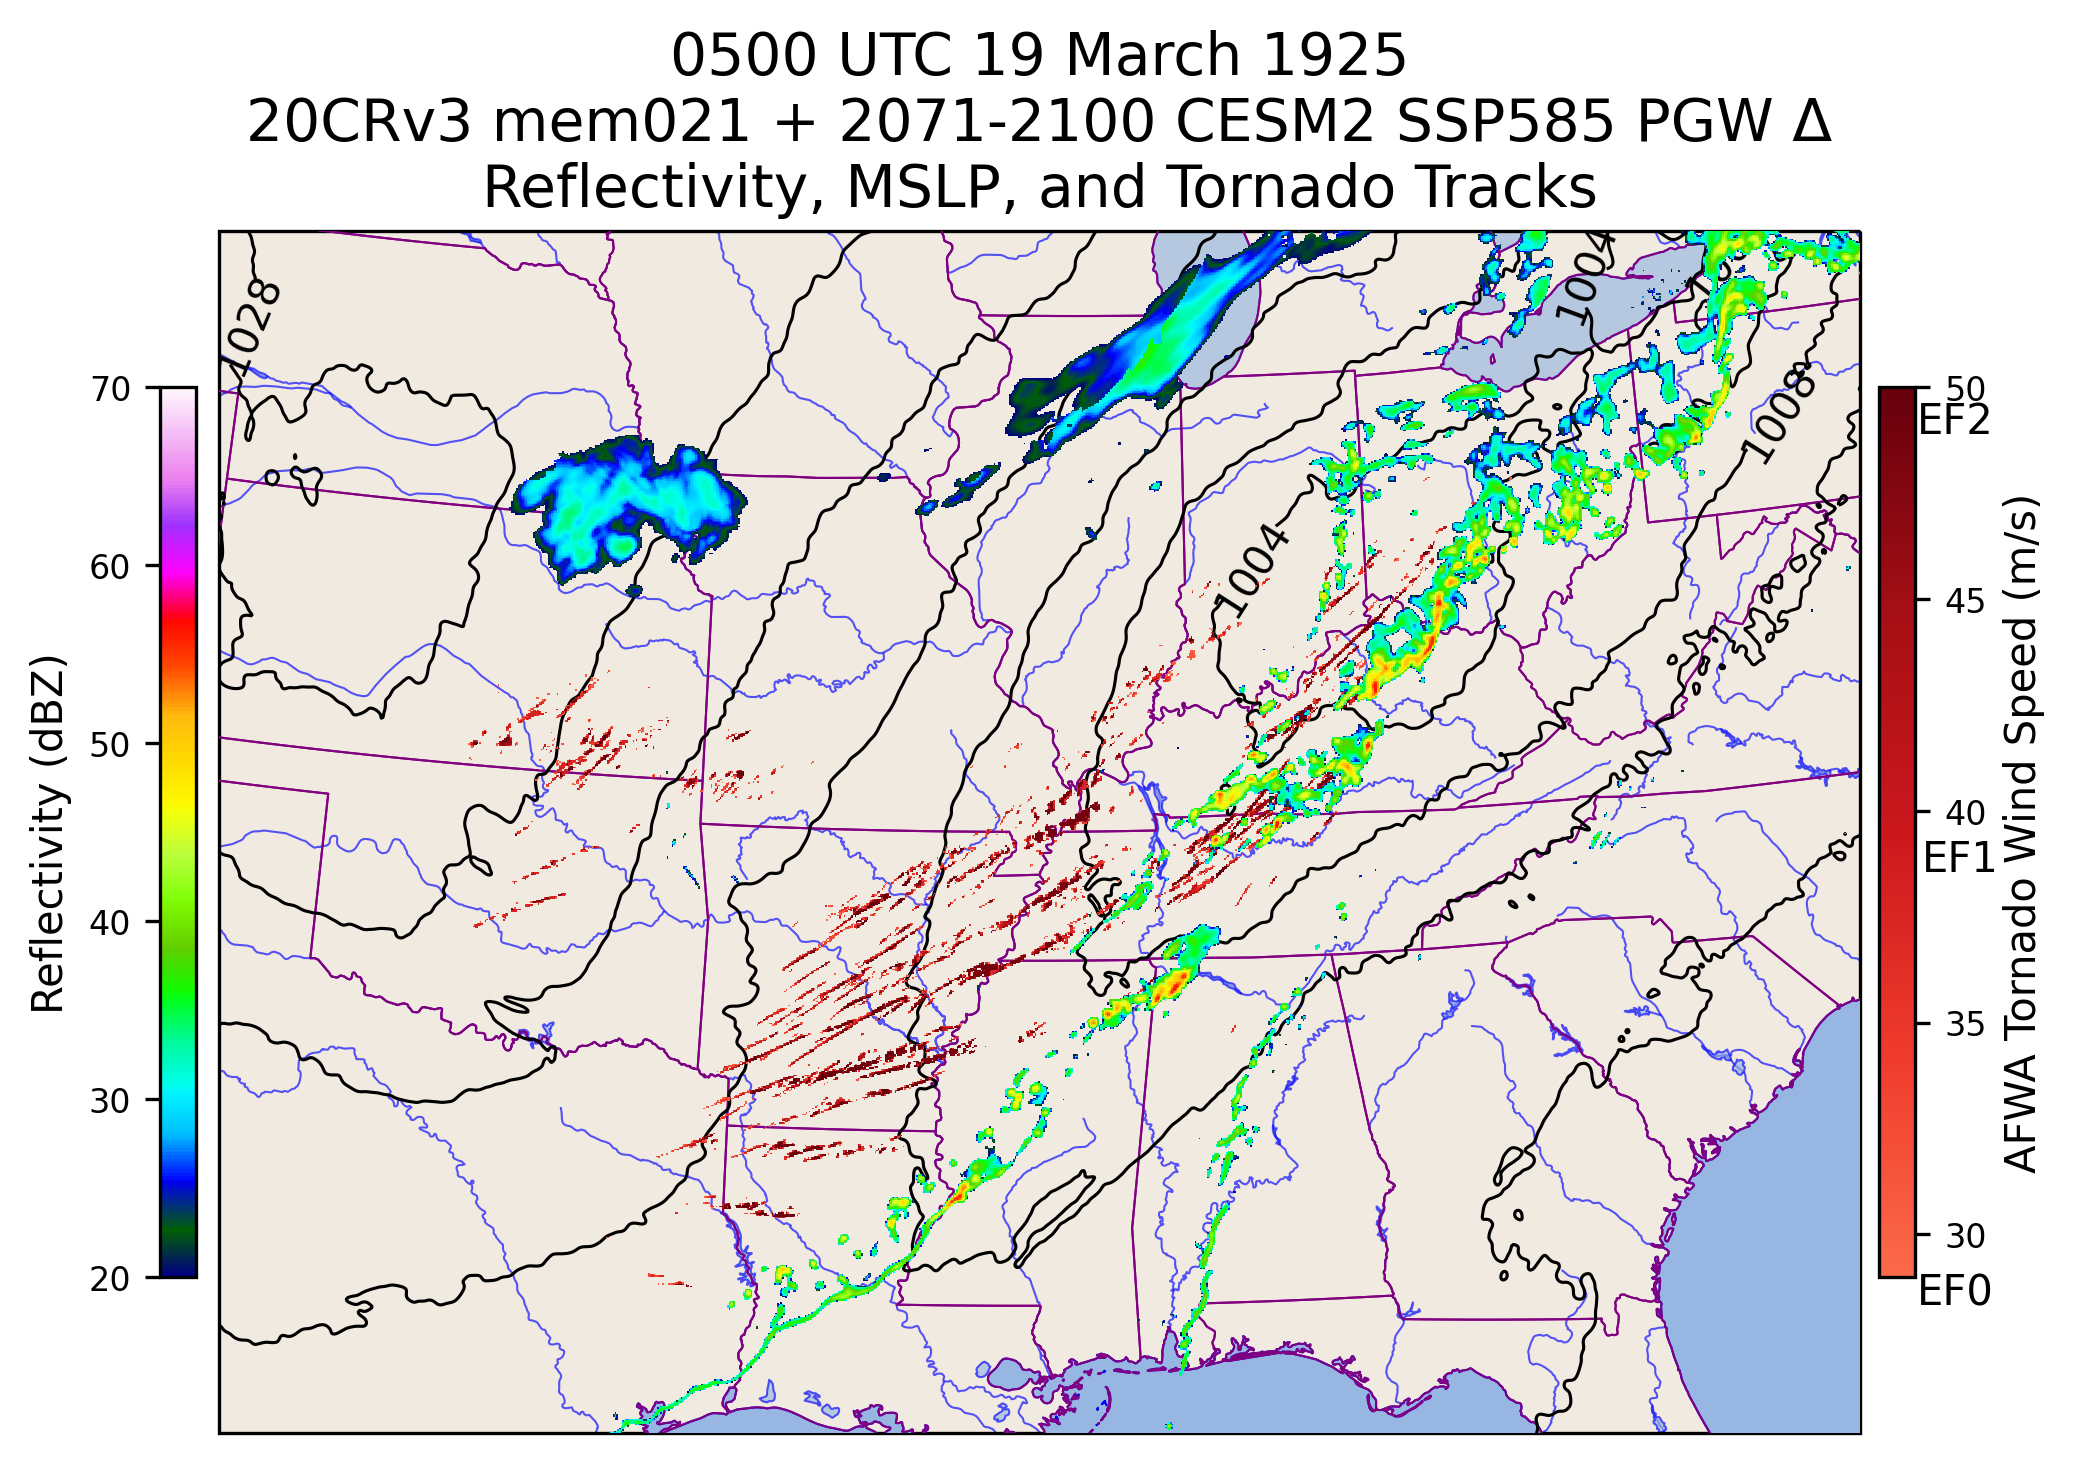 0500 UTC 19 March 1925
20CRv3 mem021 + 2071-2100 CESM2 SSP585 PGW Δ
Reflectivity, MSLP, and Tornado Tracks
1028
1004
1008
1004
Reflectivity (dBZ)
70
60
50
40
30
20
50
EF2
45
40
EF1
35
30
EF0
AFWA Tornado Wind Speed (m/s)